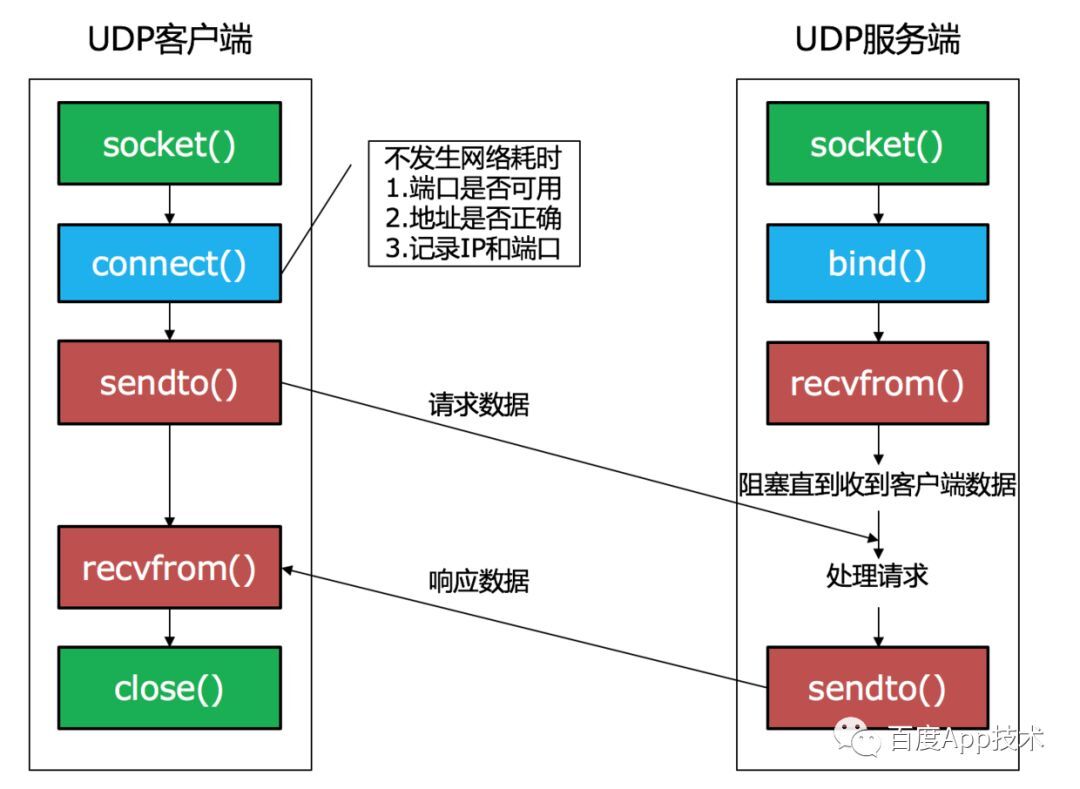 UDP客户端
socket()
connect()
sendto()
recvfrom()
close()
不发生网络耗时
1.端口是否可用
2.地址是否正确
3.记录IP和端口
请求数据
响应数据
UDP服务端
socket()
bind()
recvfrom()
阻塞直到收到客户端数据
处理请求
sendto()
百度App技术